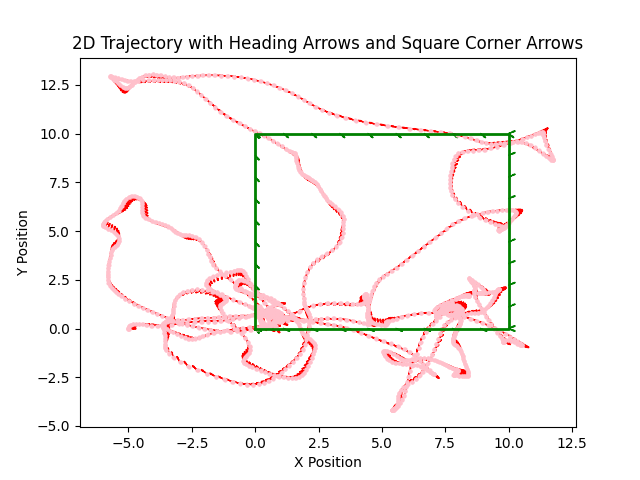 2D Trajectory with Heading Arrows and Square Corner Arrows
12.5
10.0
7.5
5.0
2.5
0.0
−2.5
−5.0
Y Position
−5.0 −2.5 0.0 2.5 5.0 7.5 10.0 12.5
X Position